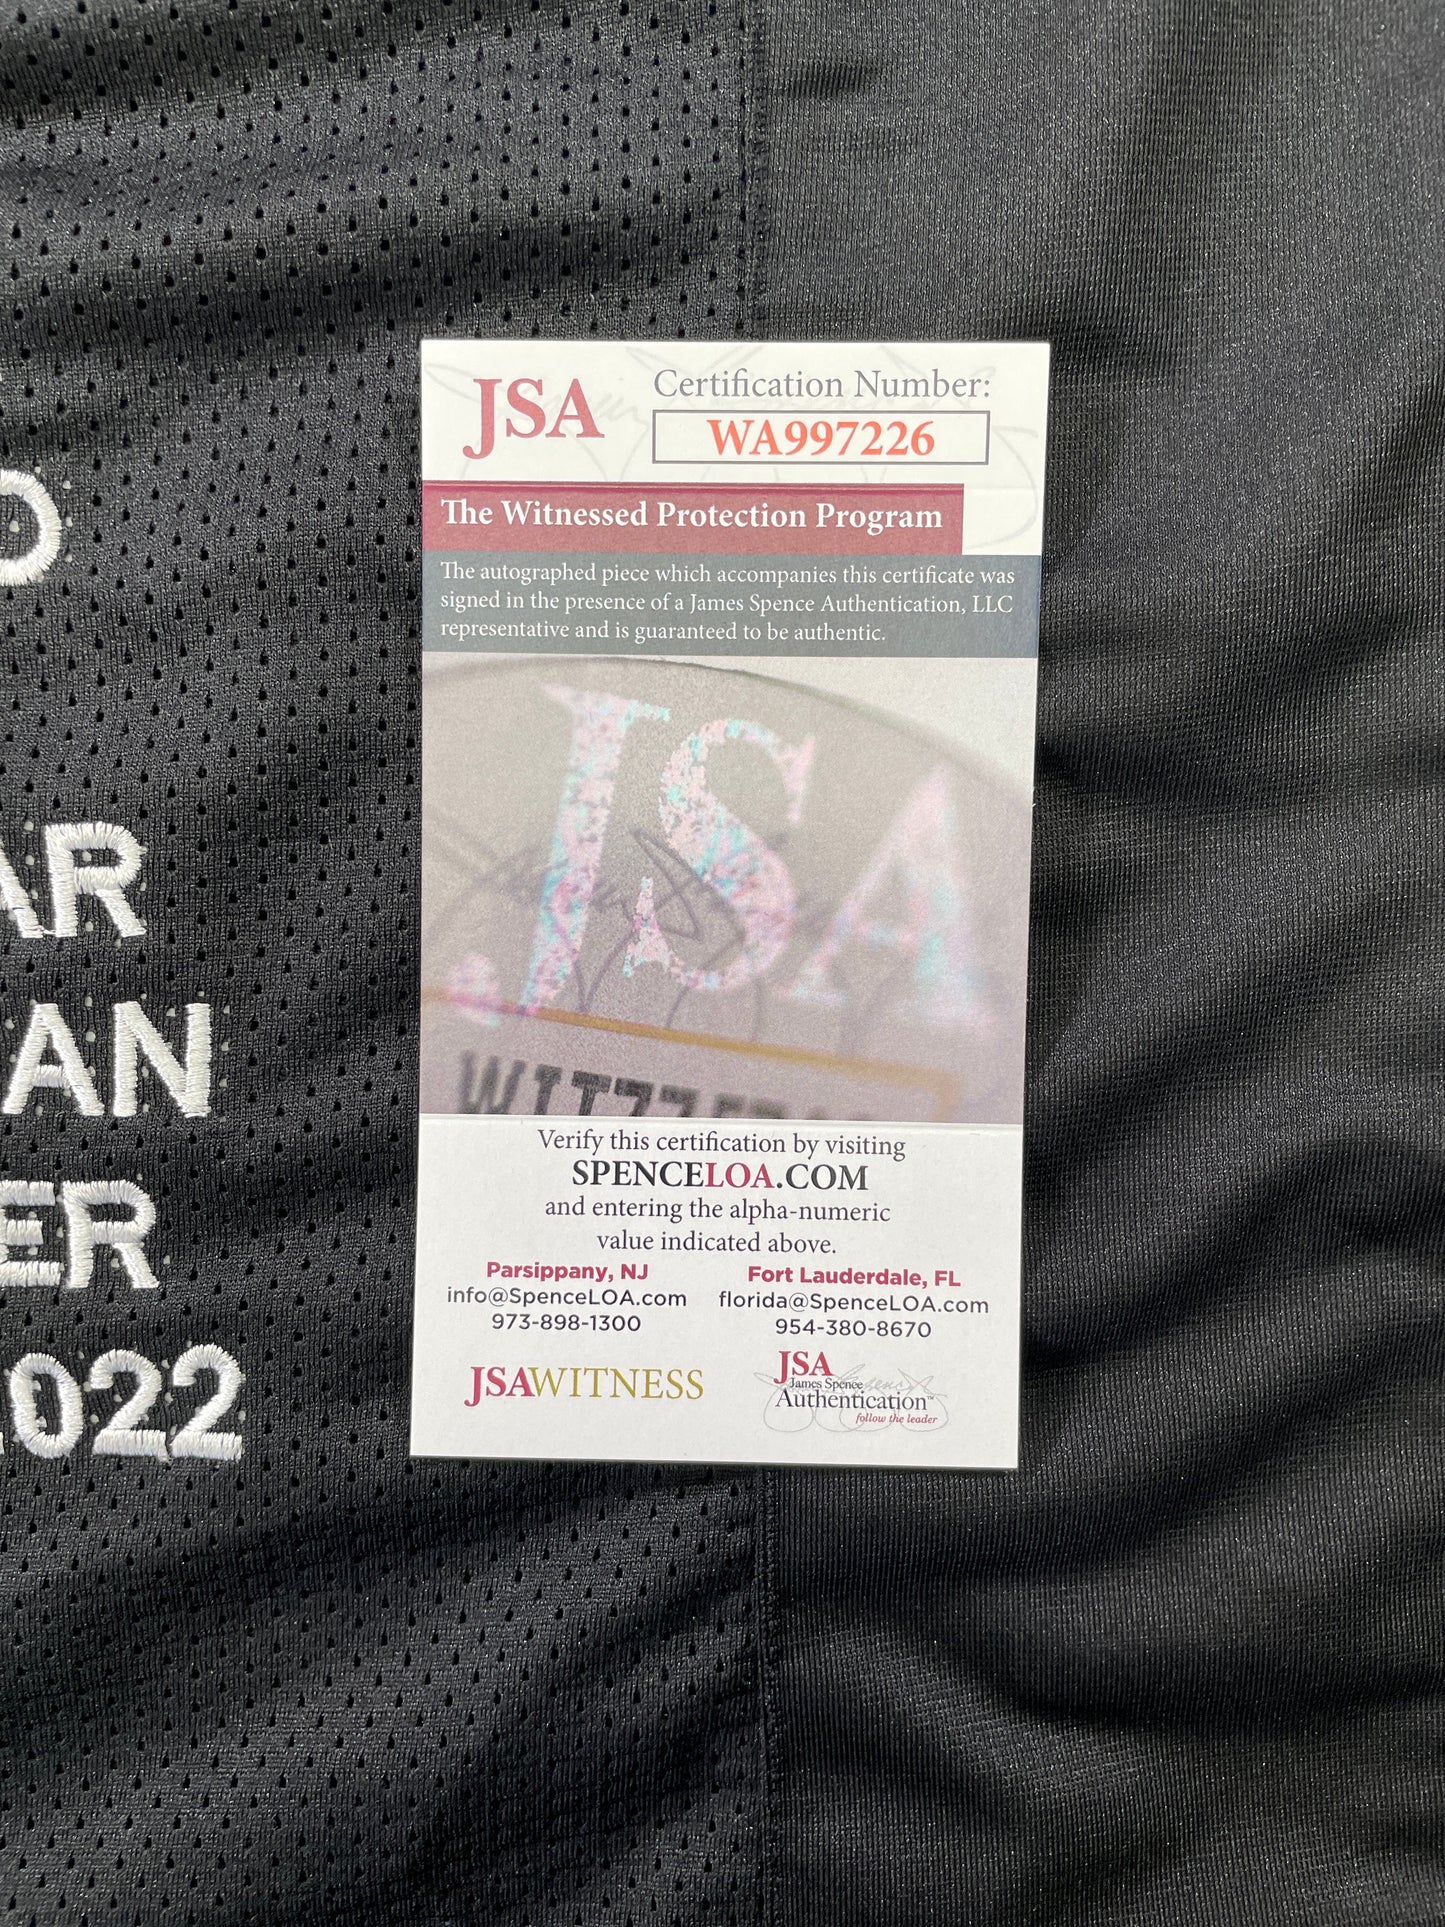 JSA
Certification Number:
WA997226
The Witnessed Protection Program
The autographed piece which accompanies this certificate was
signed in the presence of a James Spence Authentication, LLC
representative and is guaranteed to be authentic.
JSA
Verify this certification by visiting
SPENCELOA.COM
and entering the alpha-numeric
value indicated above.
Parsippany, NJ
info@SpenceLOA.com
973-898-1300
Fort Lauderdale, FL
florida@SpenceLOA.com
954-380-8670
JSAWITNESS
JSA
James Spence
Authentication™
follow the leader
O
AR
AN
ER
022